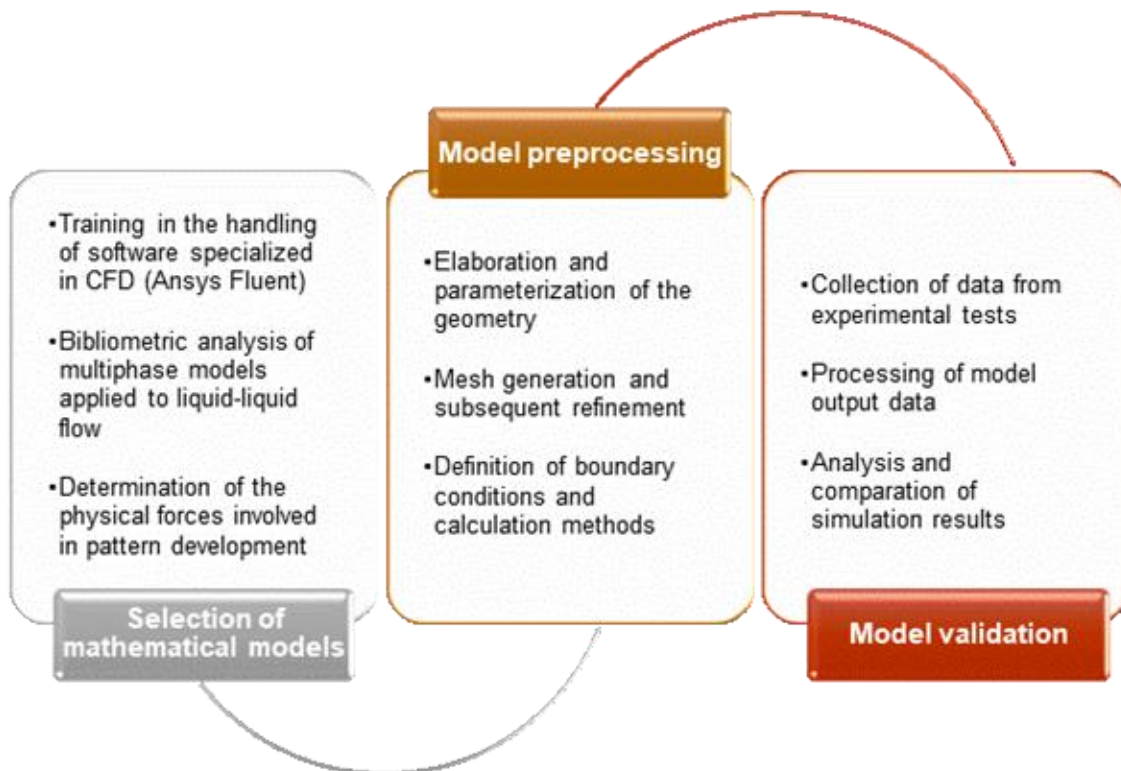 •Training in the handling
of software specialized
in CFD (Ansys Fluent)
•Bibliometric analysis of
multiphase models
applied to liquid-liquid
flow
•Determination of the
physical forces involved
in pattern development
Selection of
mathematical models
Model preprocessing
•Elaboration and
parameterization of the
geometry
•Mesh generation and
subsequent refinement
•Definition of boundary
conditions and
calculation methods
•Collection of data from
experimental tests
•Processing of model
output data
•Analysis and
comparation of
simulation results
Model validation